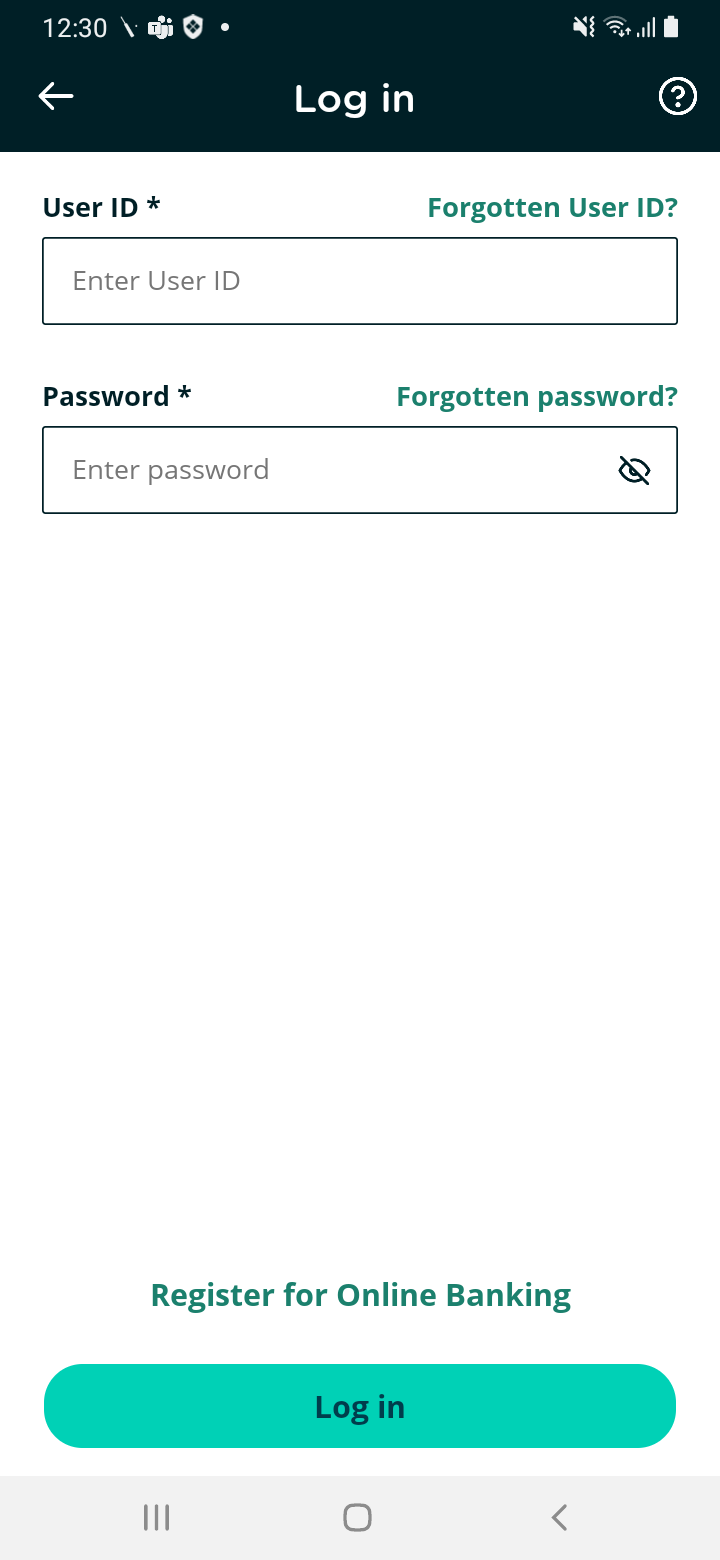 12:30
Log in
User ID * Forgotten User ID?
Enter User ID
Password * Forgotten password?
Enter password
Register for Online Banking
Log in